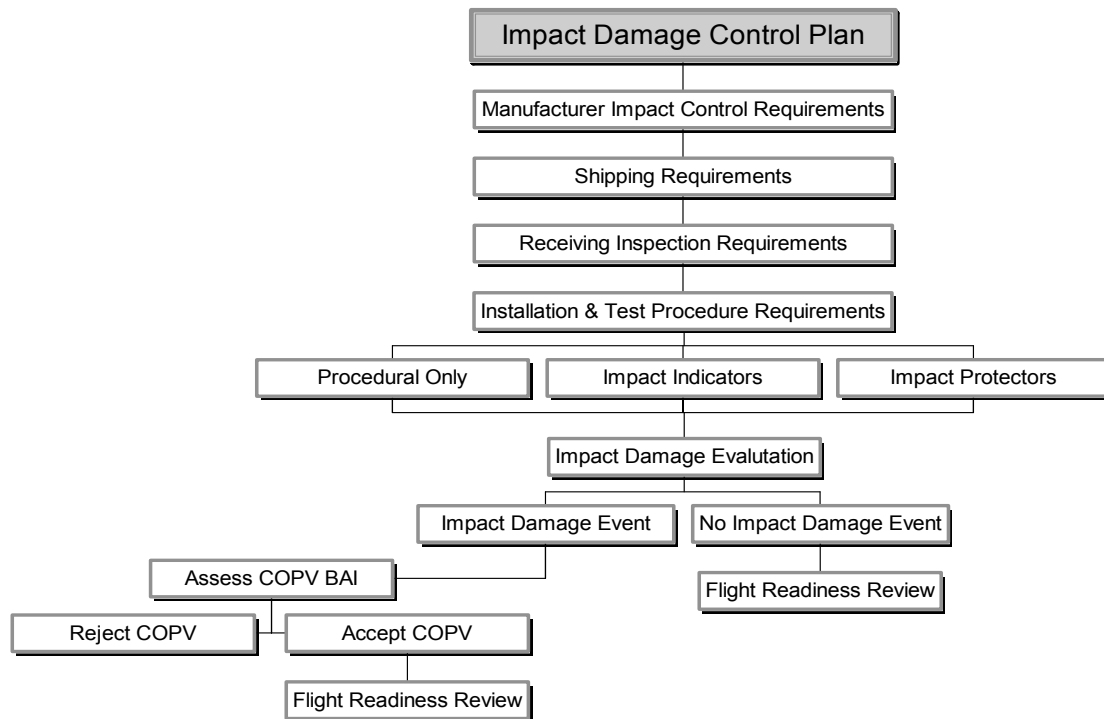 Impact Damage Control Plan
Manufacturer Impact Control Requirements
Shipping Requirements
Receiving Inspection Requirements
Installation & Test Procedure Requirements
Procedural Only
Impact Indicators
Impact Protectors
Impact Damage Evalutation
Impact Damage Event
No Impact Damage Event
Assess COPV BAI
Flight Readiness Review
Reject COPV
Accept COPV
Flight Readiness Review